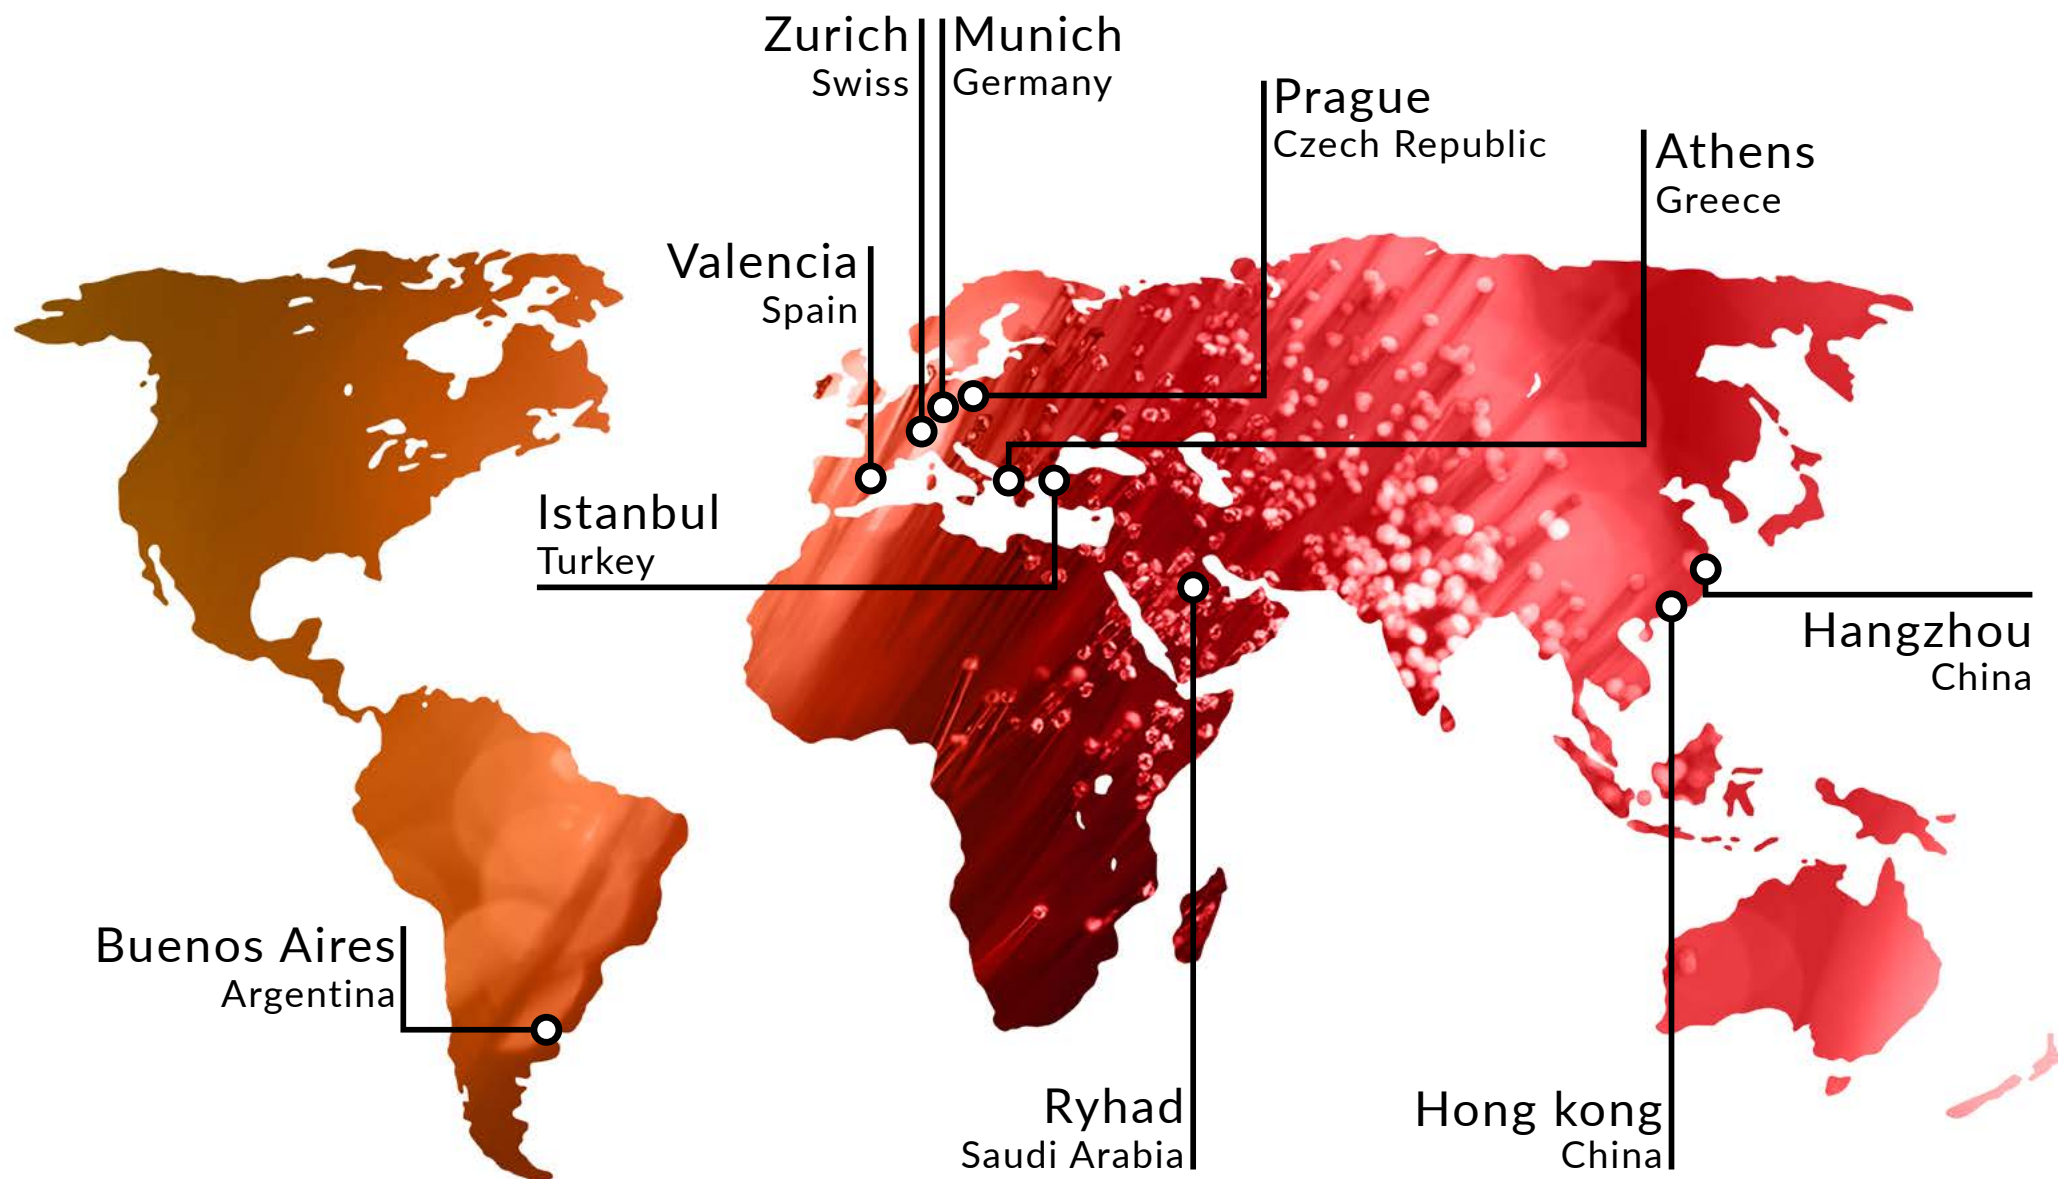 Zurich
Swiss
Munich
Germany
Prague
Czech Republic
Athens
Greece
Valencia
Spain
Istanbul
Turkey
Hangzhou
China
Buenos Aires
Argentina
Ryhad
Saudi Arabia
Hong kong
China